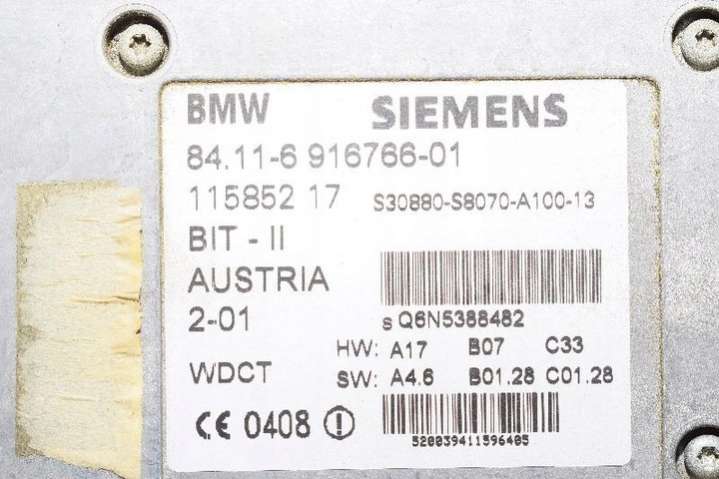 BMW SIEMENS
84.11-6 916766-01
115852 17 S30880-S8070-A100-13
BIT - II
AUSTRIA
2-01 s Q6N5388482
HW: A17 B07 C33
WDCT SW: A4.6 B01.28 C01.28
CE 0408
520039411596405